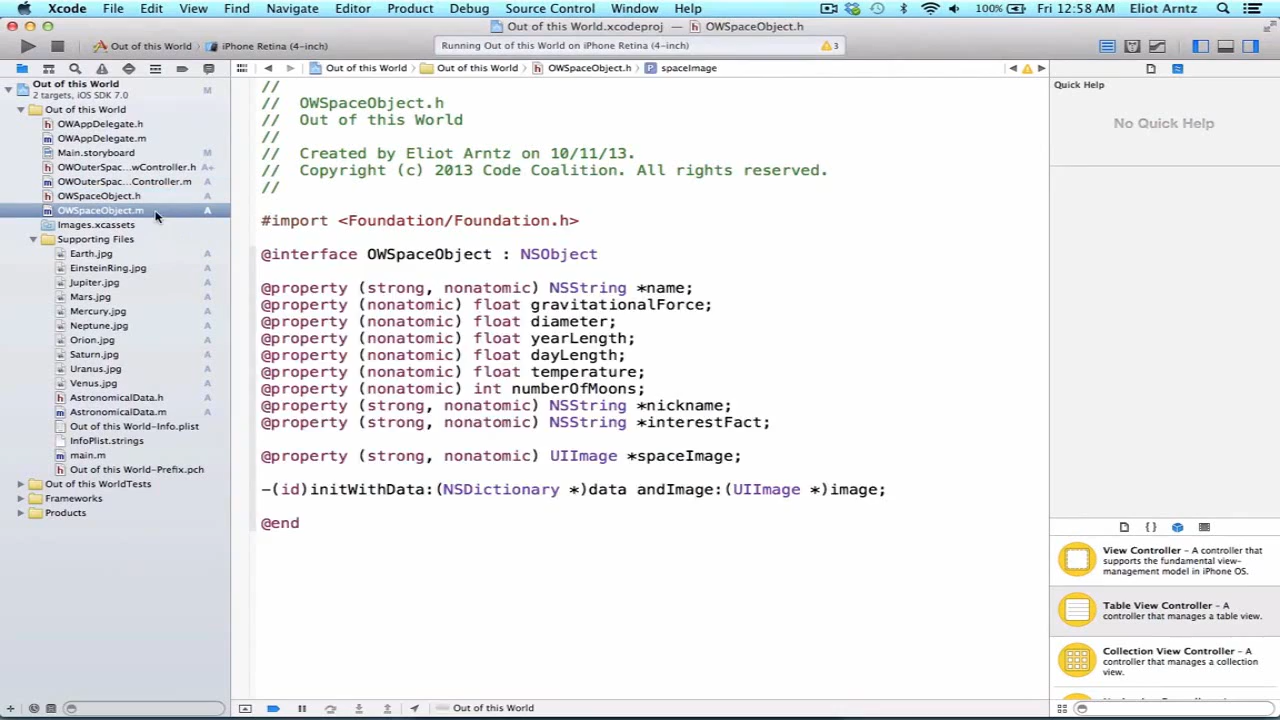 Xcode File Edit View Find Navigate Editor Product Debug Source Control Window Help 100% Fri 12:58 AM Eliot Arntz
Out of this World.xcodeproj — OWSpaceObject.h
Out of this World iPhone Retina (4-inch) Running Out of this World on iPhone Retina (4-inch) 3
Out of this World Out of this World OWSpaceObject.h spaceImage
Out of this World M
2 targets, iOS SDK 7.0
Out of this World
OWAppDelegate.h
OWAppDelegate.m
Main.storyboard M
OWOuterSpac...wController.h A+
OWOuterSpac...Controller.m A
OWSpaceObject.h A
OWSpaceObject.m A
Images.xcassets
Supporting Files
Earth.jpg A
EinsteinRing.jpg A
Jupiter.jpg A
Mars.jpg A
Mercury.jpg A
Neptune.jpg A
Orion.jpg A
Saturn.jpg A
Uranus.jpg A
Venus.jpg A
AstronomicalData.h A
AstronomicalData.m A
Out of this World-Info.plist
InfoPlist.strings
main.m
Out of this World-Prefix.pch
Out of this WorldTests
Frameworks
Products
//
// OWSpaceObject.h
// Out of this World
//
// Created by Eliot Arntz on 10/11/13.
// Copyright (c) 2013 Code Coalition. All rights reserved.
//
#import <Foundation/Foundation.h>
@interface OWSpaceObject : NSObject
@property (strong, nonatomic) NSString *name;
@property (nonatomic) float gravitationalForce;
@property (nonatomic) float diameter;
@property (nonatomic) float yearLength;
@property (nonatomic) float dayLength;
@property (nonatomic) float temperature;
@property (nonatomic) int numberOfMoons;
@property (strong, nonatomic) NSString *nickname;
@property (strong, nonatomic) NSString *interestFact;
@property (strong, nonatomic) UIImage *spaceImage;
-(id)initWithData:(NSDictionary *)data andImage:(UIImage *)image;
@end
Out of this World
Quick Help
No Quick Help
{ }
View Controller - A controller that
supports the fundamental view-
management model in iPhone OS.
Table View Controller - A
controller that manages a table view.
Collection View Controller - A
controller that manages a collection
view.